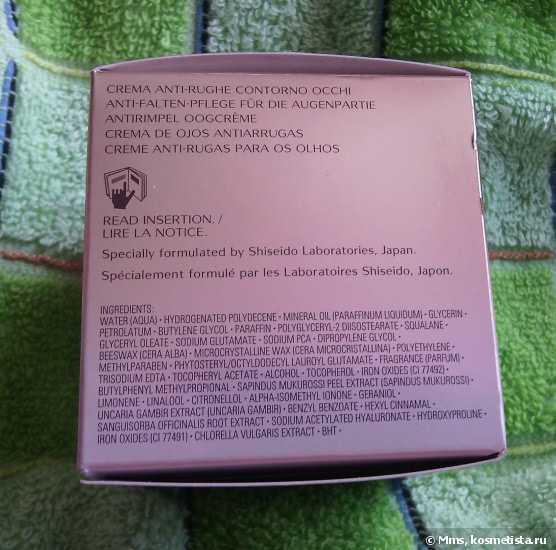 CREMA ANTI-RUGHE CONTORNO OCCHI
ANTI-FALTEN-PFLEGE FÜR DIE AUGENPARTIE
ANTIRIMPEL OOGCRÈME
CREMA DE OJOS ANTIARRUGAS
CREME ANTI-RUGAS PARA OS OLHOS
READ INSERTION. /
LIRE LA NOTICE.
Specially formulated by Shiseido Laboratories, Japan.
Spécialement formulé par les Laboratoires Shiseido, Japon.
INGREDIENTS:
WATER (AQUA) • HYDROGENATED POLYDECENE • MINERAL OIL (PARAFFINUM LIQUIDUM) • GLYCERIN •
PETROLATUM • BUTYLENE GLYCOL • PARAFFIN • POLYGLYCERYL-2 DIISOSTEARATE • SQUALANE •
GLYCERYL OLEATE • SODIUM GLUTAMATE • SODIUM PCA • DIPROPYLENE GLYCOL •
BEESWAX (CERA ALBA) • MICROCRYSTALLINE WAX (CERA MICROCRISTALLINA) • POLYETHYLENE •
METHYLPARABEN • PHYTOSTERYL/OCTYLDODECYL LAUROYL GLUTAMATE • FRAGRANCE (PARFUM) •
TRISODIUM EDTA • TOCOPHERYL ACETATE • ALCOHOL • TOCOPHEROL • IRON OXIDES (CI 77492) •
BUTYLPHENYL METHYLPROPIONAL • SAPINDUS MUKUROSSI PEEL EXTRACT (SAPINDUS MUKUROSSI) •
LIMONENE • LINALOOL • CITRONELLOL • ALPHA-ISOMETHYL IONONE • GERANIOL •
UNCARIA GAMBIR EXTRACT (UNCARIA GAMBIR) • BENZYL BENZOATE • HEXYL CINNAMAL •
SANGUISORBA OFFICINALIS ROOT EXTRACT • SODIUM ACETYLATED HYALURONATE • HYDROXYPROLINE •
IRON OXIDES (CI 77491) • CHLORELLA VULGARIS EXTRACT • BHT •
© Mms, kosmetista.ru